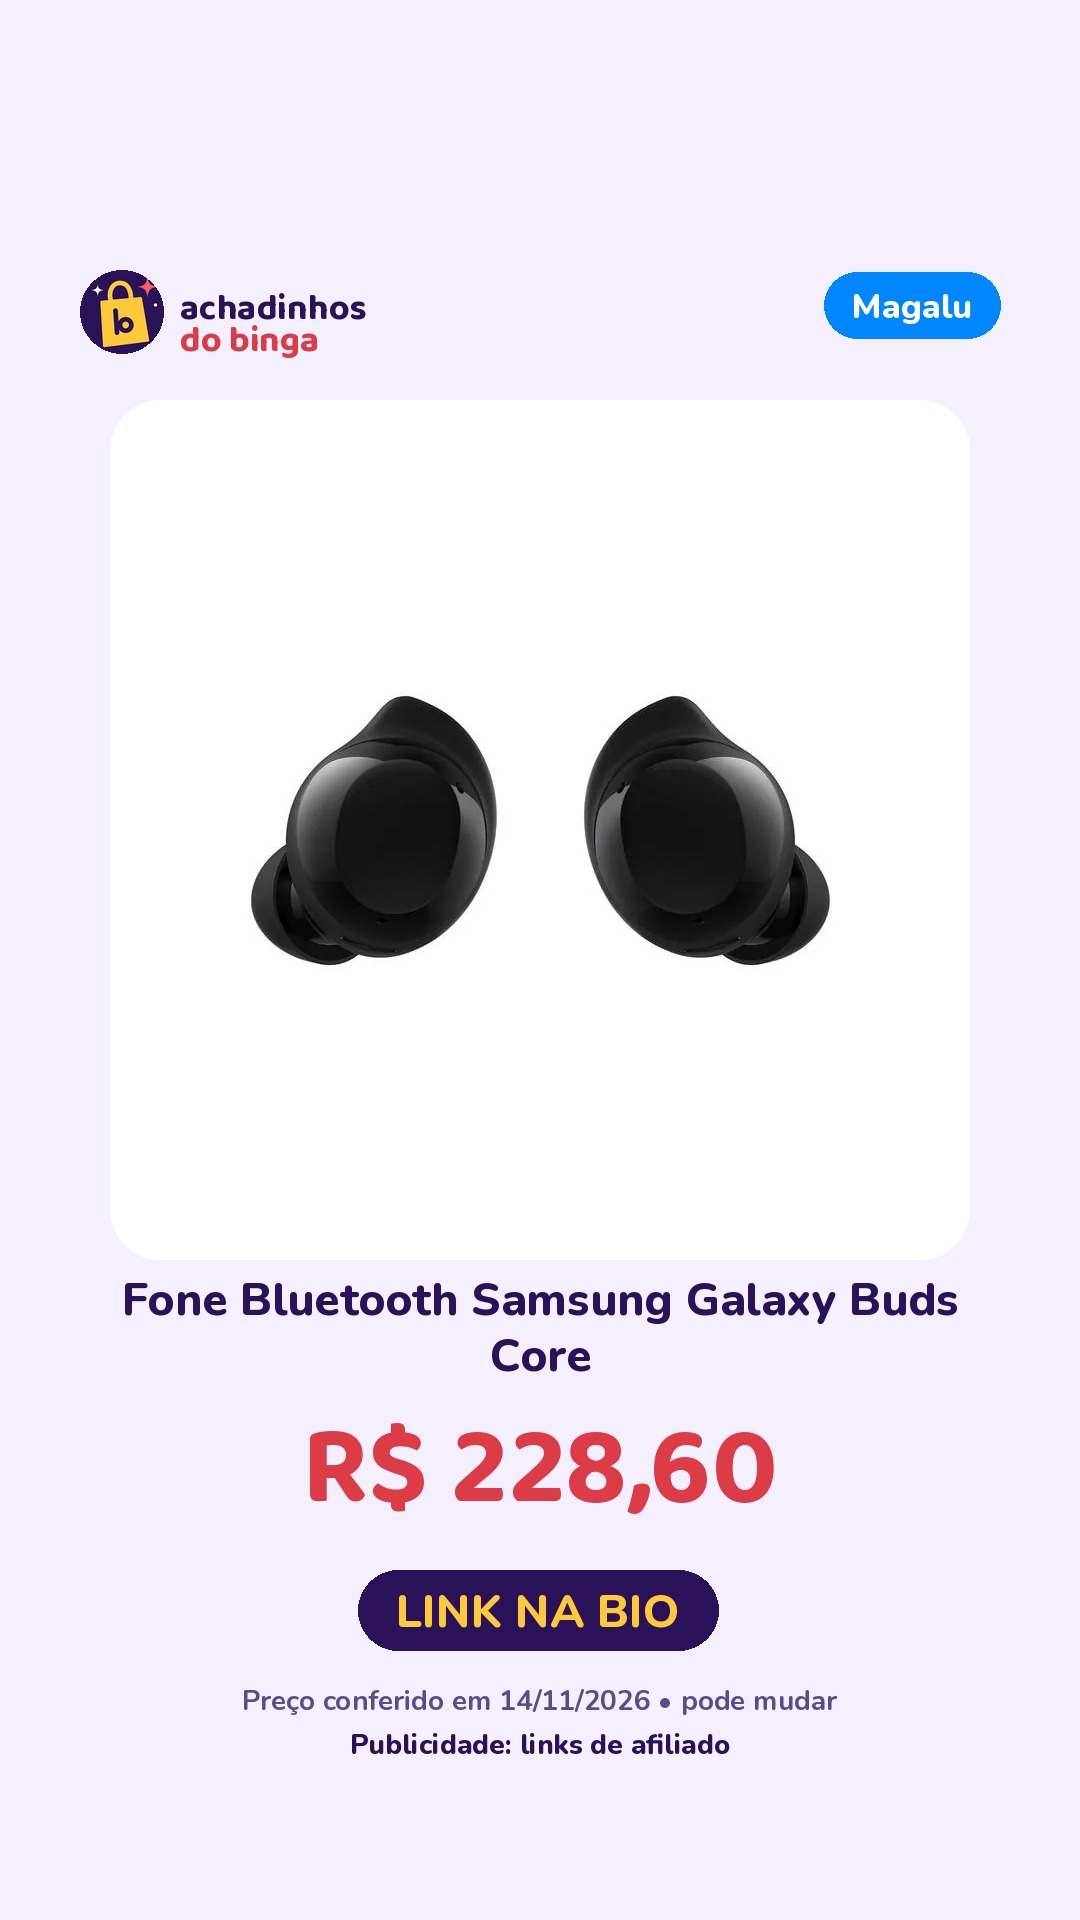 achadinhos
do binga
Magalu
b
Fone Bluetooth Samsung Galaxy Buds
Core
R$ 228,60
LINK NA BIO
Preço conferido em 14/11/2026 • pode mudar
Publicidade: links de afiliado